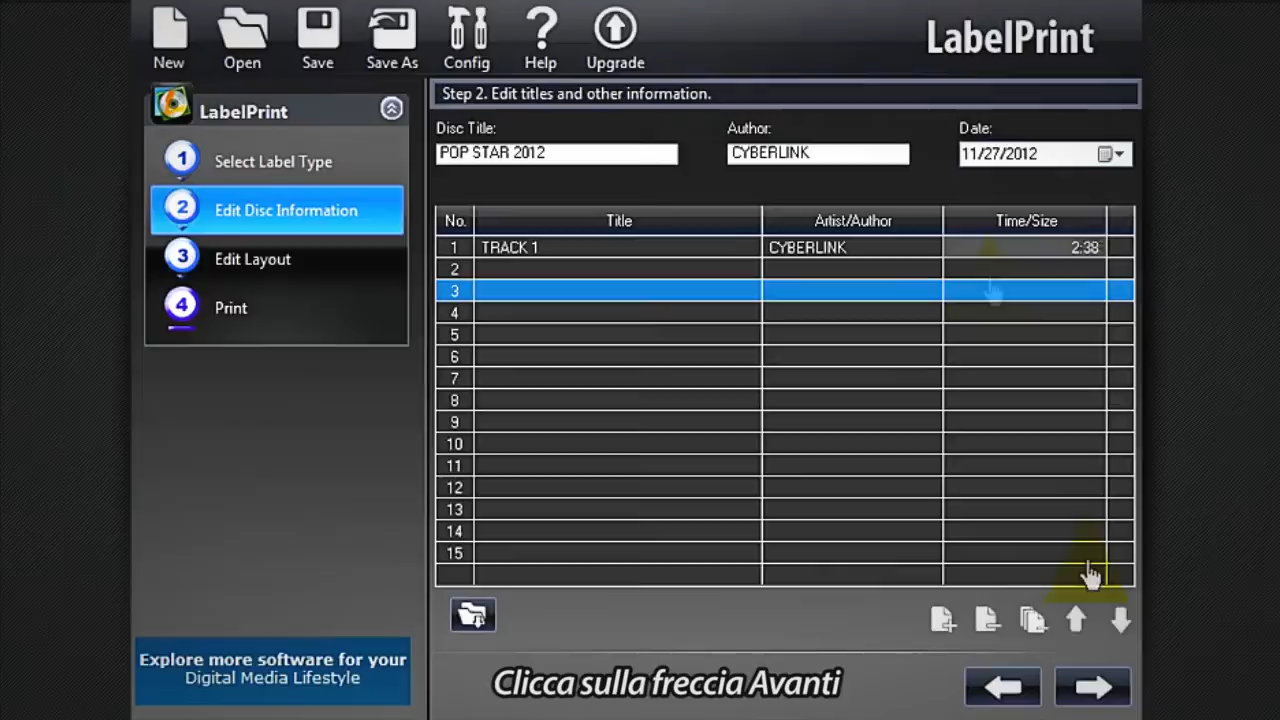 New Open Save Save As Config Help Upgrade
LabelPrint
LabelPrint
1 Select Label Type
2 Edit Disc Information
3 Edit Layout
4 Print
Step 2. Edit titles and other information.
Disc Title: Author: Date:
POP STAR 2012 CYBERLINK 11/27/2012
No. Title Artist/Author Time/Size
1 TRACK 1 CYBERLINK 2:38
2
3
4
5
6
7
8
9
10
11
12
13
14
15
Explore more software for your
Digital Media Lifestyle
Clicca sulla freccia Avanti